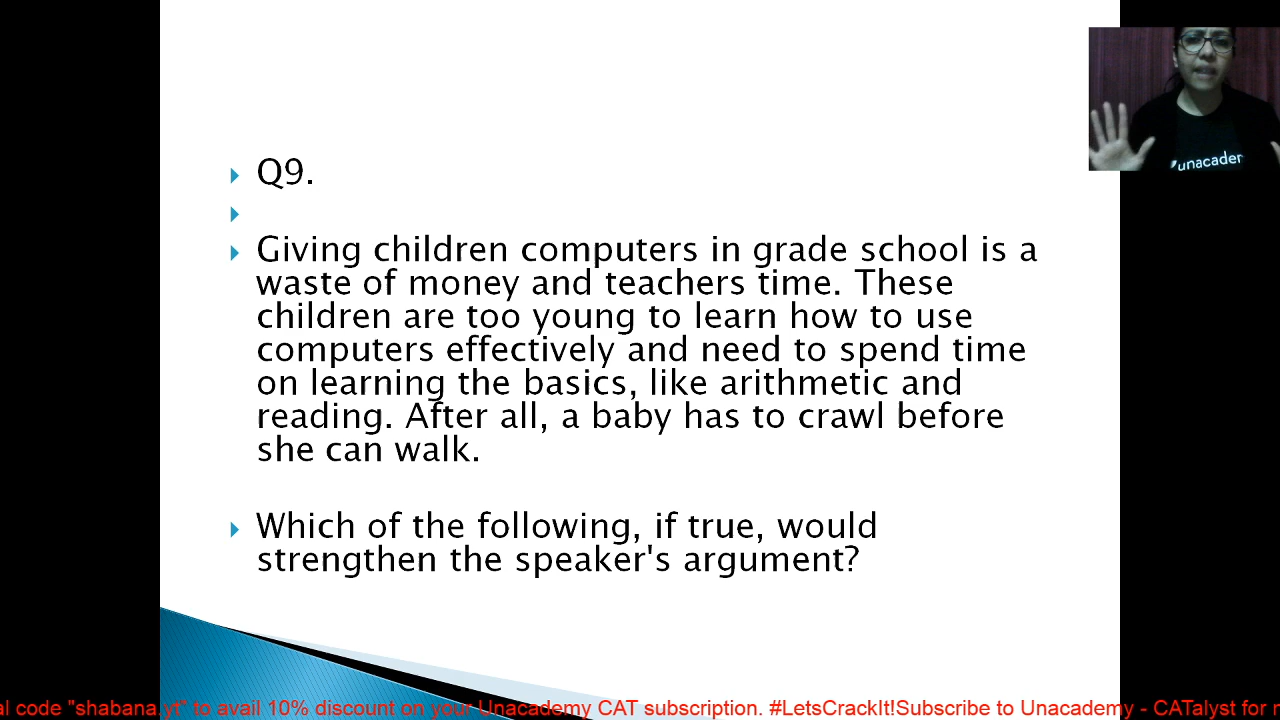 Q9.
Giving children computers in grade school is a
waste of money and teachers time. These
children are too young to learn how to use
computers effectively and need to spend time
on learning the basics, like arithmetic and
reading. After all, a baby has to crawl before
she can walk.
Which of the following, if true, would
strengthen the speaker's argument?
unacader
al code "shabana.yt" to avail 10% discount on your Unacademy CAT subscription. #LetsCrackIt!Subscribe to Unacademy - CATalyst for